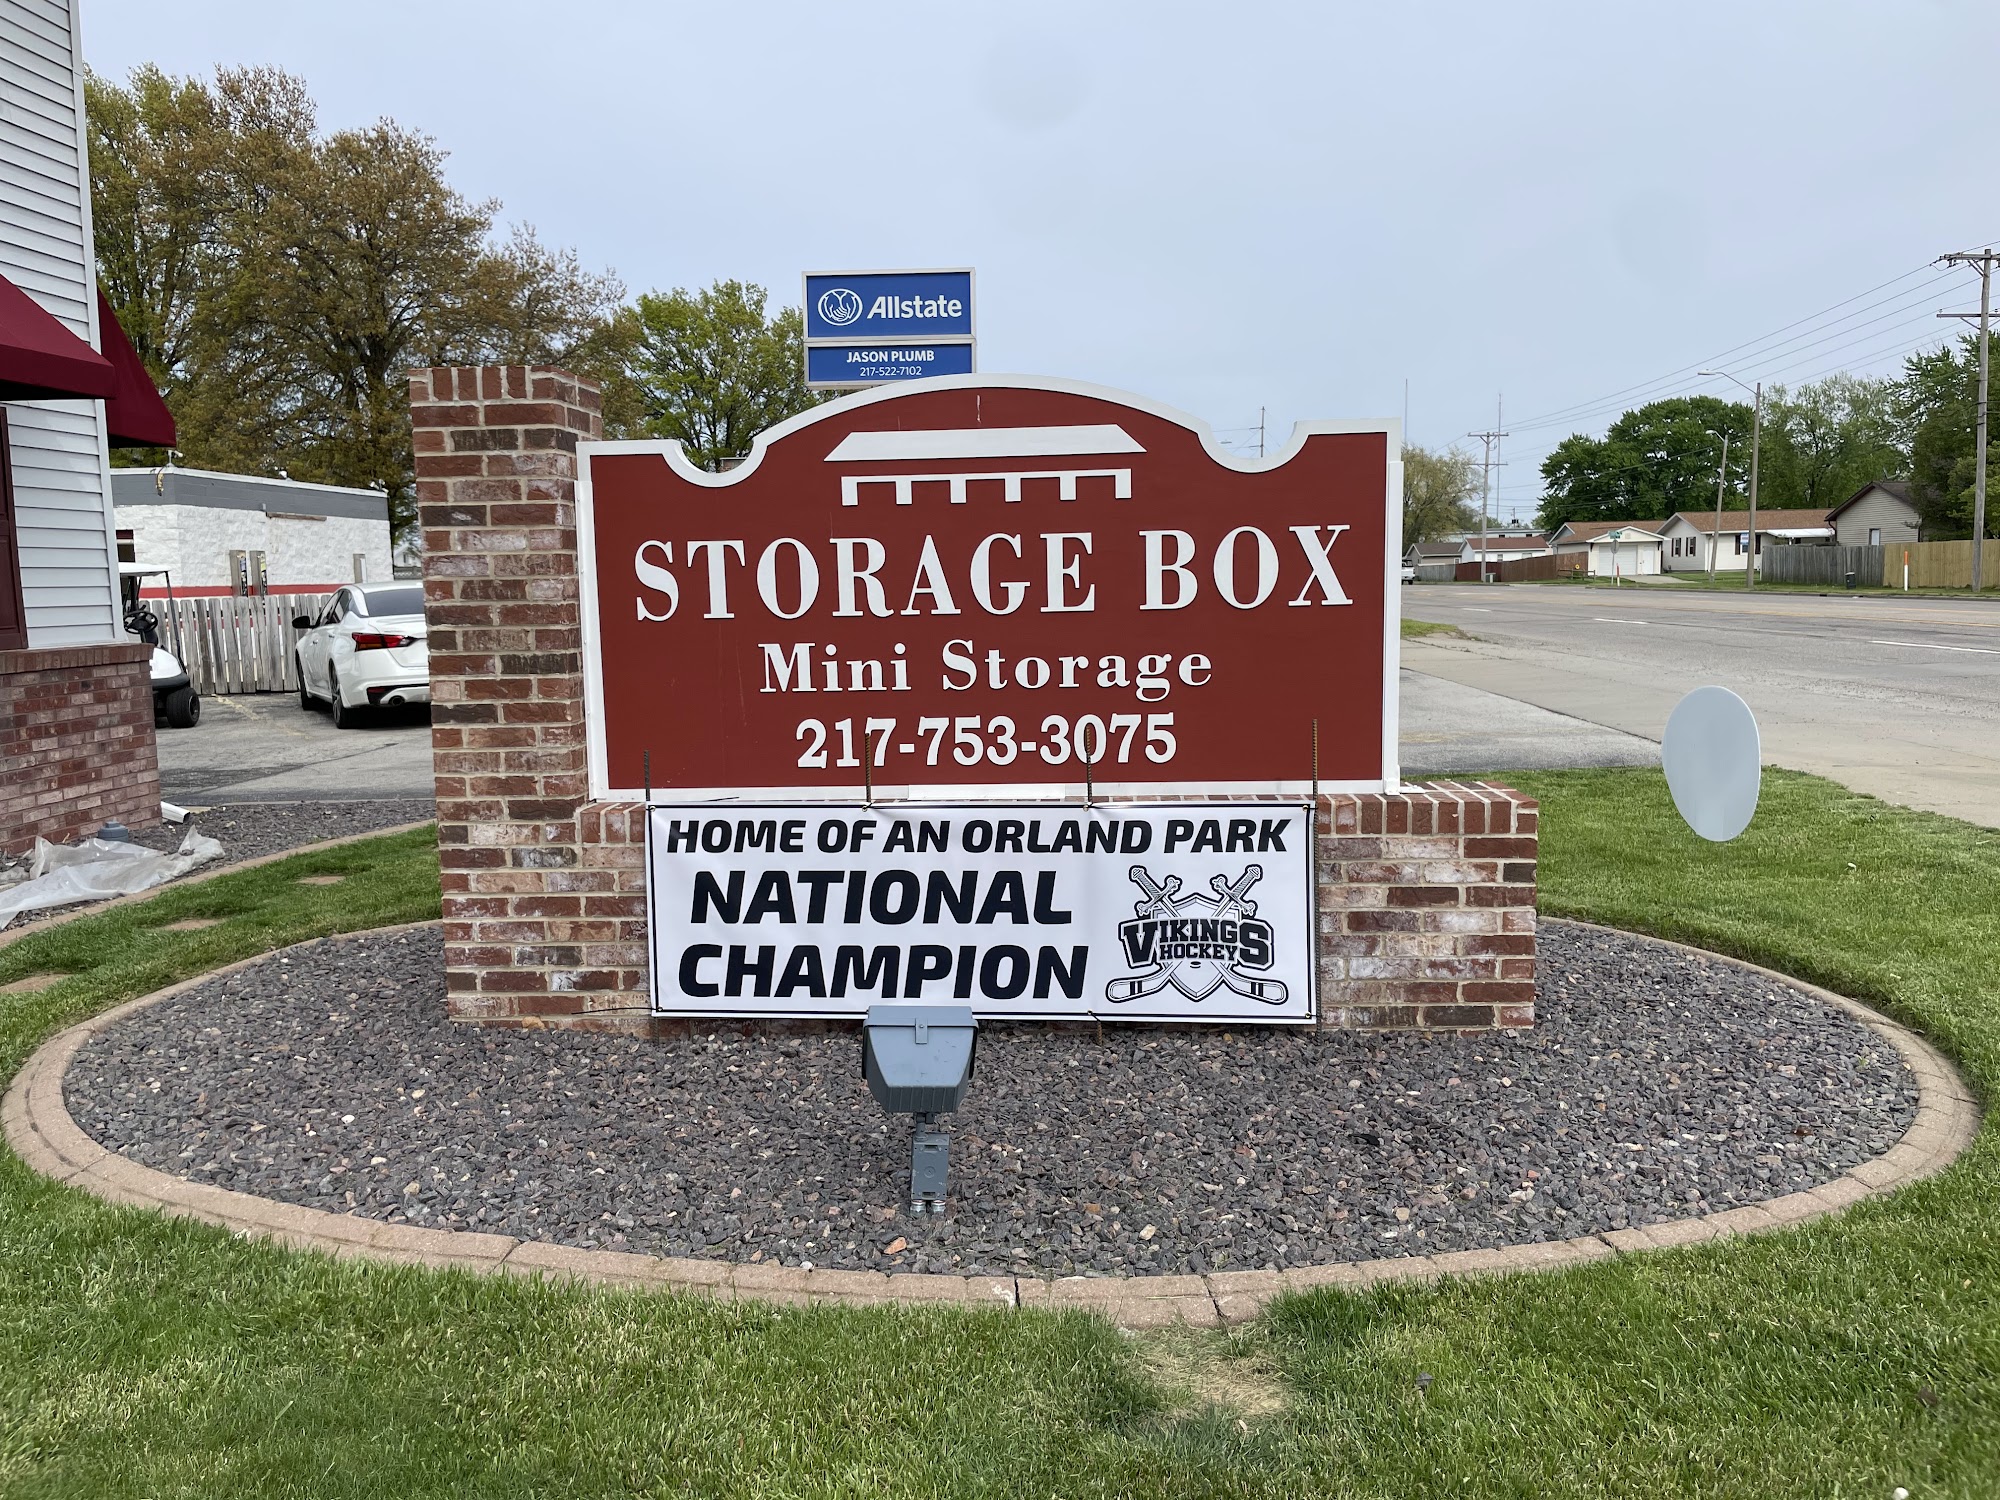 Allstate
JASON PLUMB
217-522-7102
STORAGE BOX
Mini Storage
217-753-3075
HOME OF AN ORLAND PARK
NATIONAL
CHAMPION
VIKINGS
HOCKEY